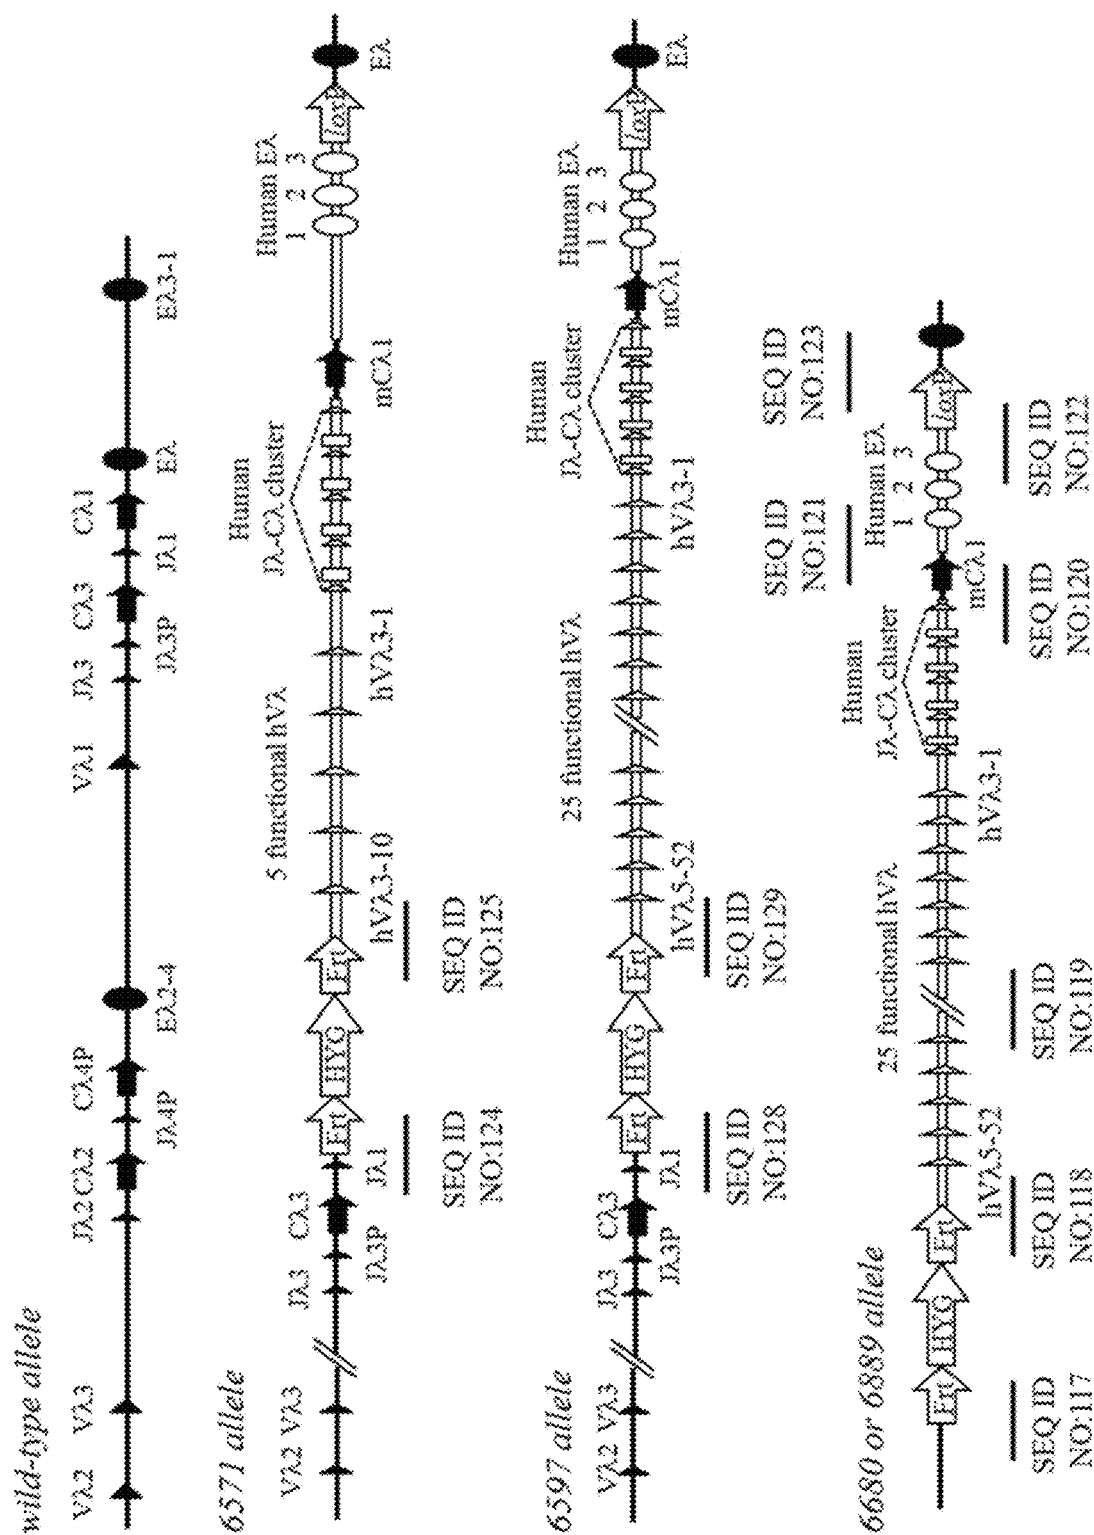 wild-type allele
Vλ2 Vλ3 Jλ2 Cλ2 Cλ4P Vλ1 Jλ3 Cλ3 Cλ1 Eλ
Jλ4P Eλ2-4 Jλ3P Jλ1 Eλ3-1
6571 allele
Human Eλ
1 2 3
Human
Jλ-Cλ cluster
5 functional hVλ
Vλ2 Vλ3 Jλ3 Cλ3
Frt HYG Frt loxP
Jλ3P Jλ1 hVλ3-10 hVλ3-1 mCλ1 Eλ
SEQ ID
NO:124
SEQ ID
NO:125
6597 allele
Human Eλ
1 2 3
Human
Jλ-Cλ cluster
25 functional hVλ
Vλ2 Vλ3 Jλ3 Cλ3
Frt HYG Frt loxP
Jλ3P Jλ1 hVλ5-52 hVλ3-1 mCλ1 Eλ
SEQ ID
NO:128
SEQ ID
NO:129
6680 or 6889 allele
SEQ ID
NO:121
SEQ ID
NO:123
Human Eλ
1 2 3
Human
Jλ-Cλ cluster
25 functional hVλ
Frt HYG Frt loxP
hVλ5-52 hVλ3-1 mCλ1
SEQ ID
NO:117
SEQ ID
NO:118
SEQ ID
NO:119
SEQ ID
NO:120
SEQ ID
NO:122